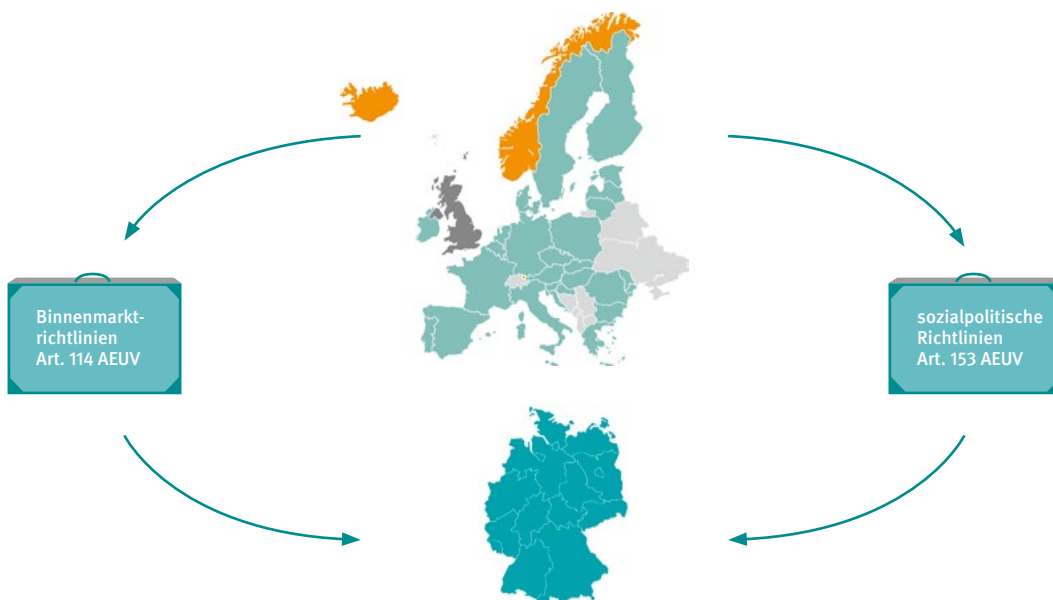 Binnenmarkt-
richtlinien
Art. 114 AEUV
sozialpolitische
Richtlinien
Art. 153 AEUV